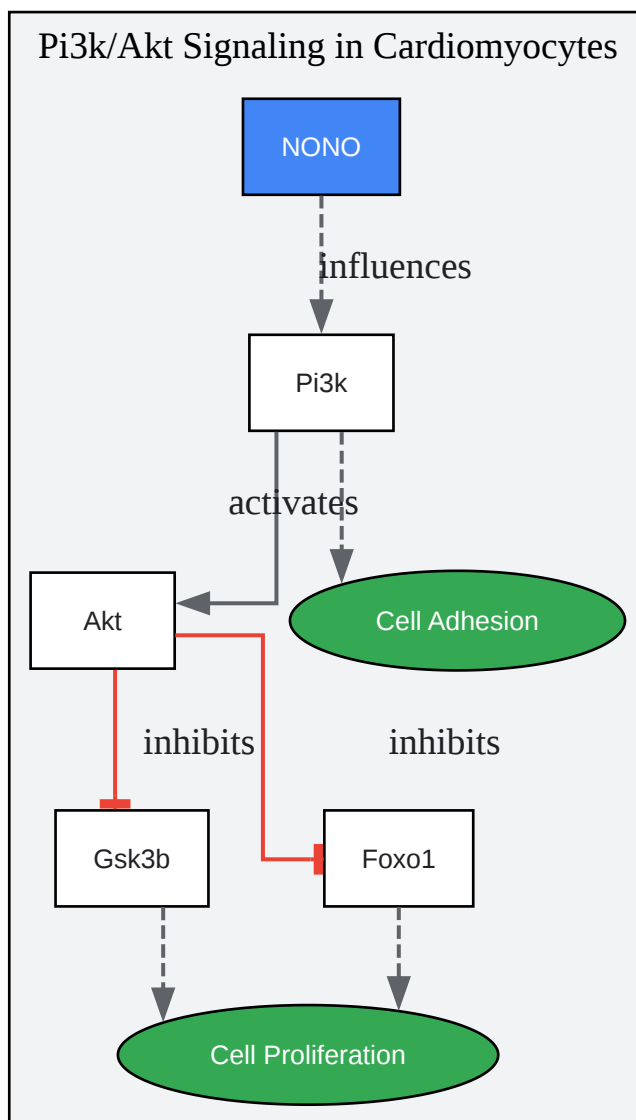 Pi3k/Akt Signaling in Cardiomyocytes
NONO
influences
Pi3k
activates
Akt
Cell Adhesion
inhibits
inhibits
Gsk3b
Foxo1
Cell Proliferation